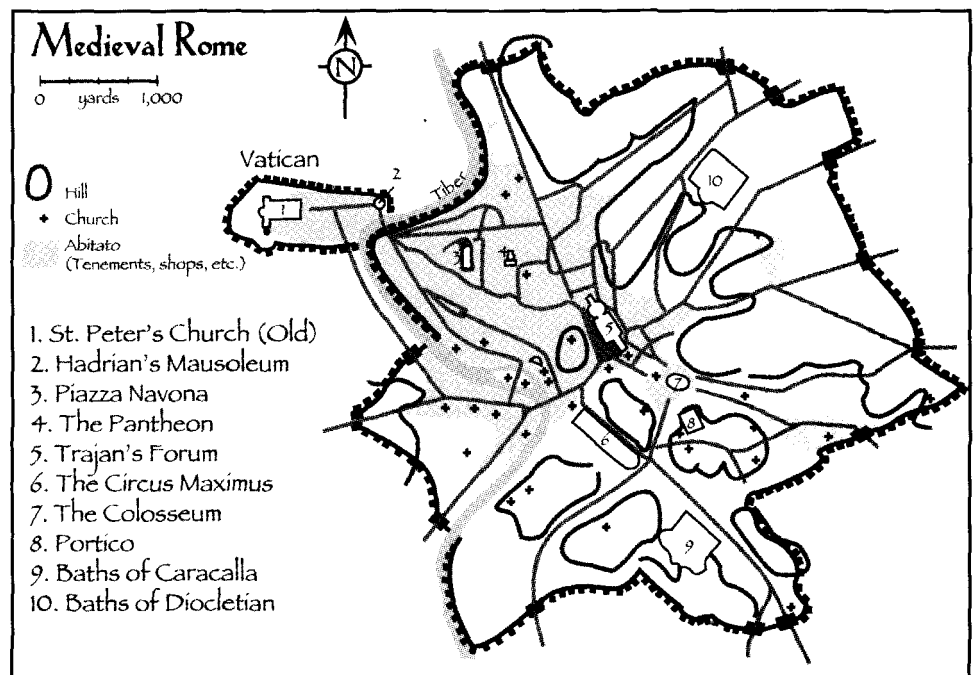 Medieval Rome
N
0 yards 1,000
Hill
Church
Abitato
(Tenements, shops, etc.)
Vatican
2
1
Tiber
3
4
10
5
7
6
8
9
1. St. Peter's Church (Old)
2. Hadrian's Mausoleum
3. Piazza Navona
4. The Pantheon
5. Trajan's Forum
6. The Circus Maximus
7. The Colosseum
8. Portico
9. Baths of Caracalla
10. Baths of Diocletian